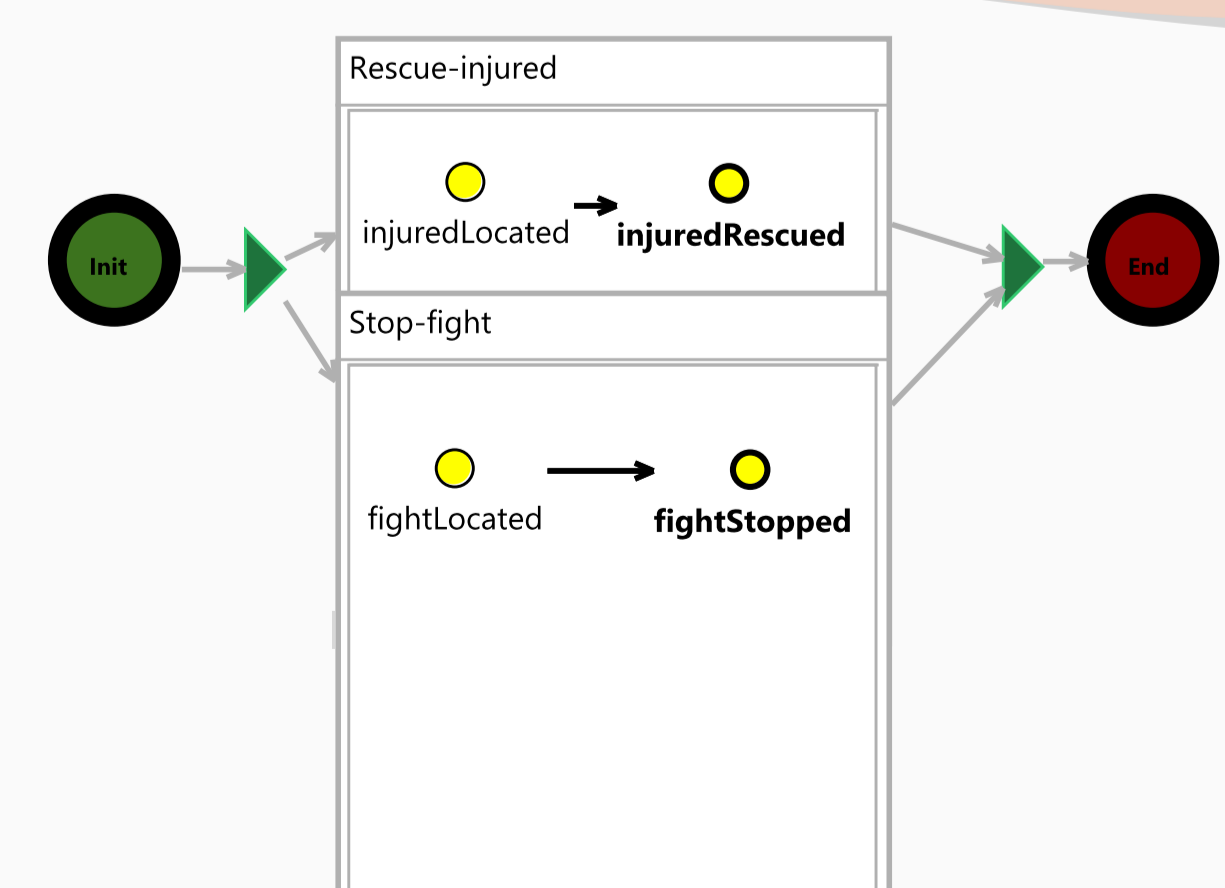 Rescue-injured
injuredLocated
injuredRescued
Init
End
Stop-fight
fightLocated
fightStopped